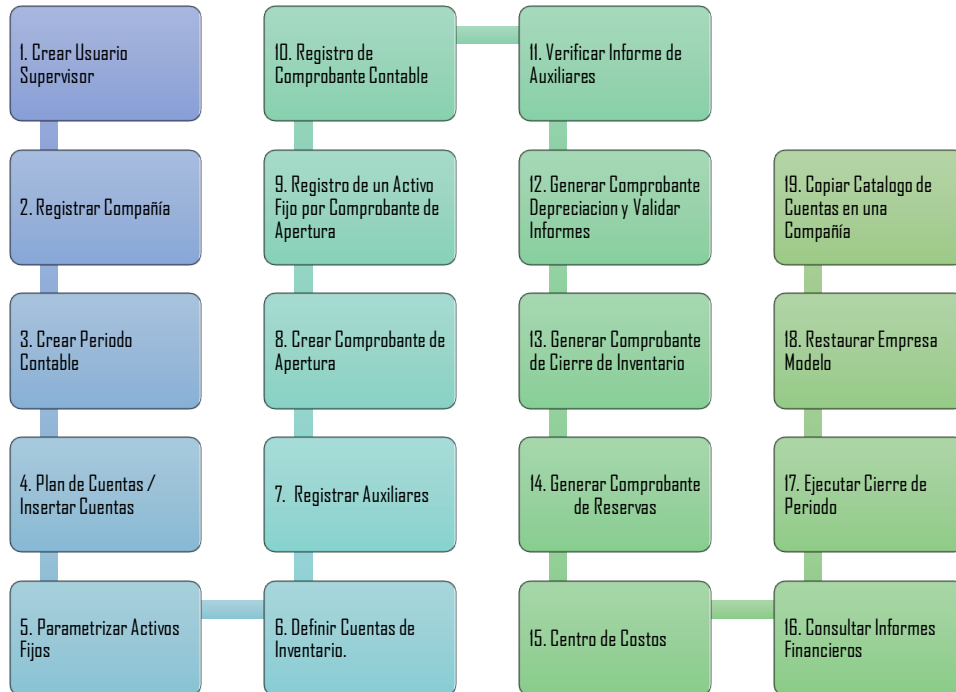 1. Crear Usuario
Supervisor
2. Registrar Compañía
3. Crear Periodo
Contable
4. Plan de Cuentas /
Insertar Cuentas
5. Parametrizar Activos
Fijos
6. Definir Cuentas de
Inventario.
7. Registrar Auxiliares
8. Crear Comprobante de
Apertura
9. Registro de un Activo
Fijo por Comprobante de
Apertura
10. Registro de
Comprobante Contable
11. Verificar Informe de
Auxiliares
12. Generar Comprobante
Depreciacion y Validar
Informes
13. Generar Comprobante
de Cierre de Inventario
14. Generar Comprobante
de Reservas
15. Centro de Costos
16. Consultar Informes
Financieros
17. Ejecutar Cierre de
Periodo
18. Restaurar Empresa
Modelo
19. Copiar Catalogo de
Cuentas en una
Compañía